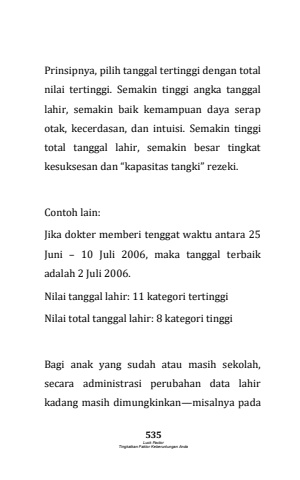 Prinsipnya, pilih tanggal tertinggi dengan total
nilai tertinggi. Semakin tinggi angka tanggal
lahir, semakin baik kemampuan daya serap
otak, kecerdasan, dan intuisi. Semakin tinggi
total tanggal lahir, semakin besar tingkat
kesuksesan dan “kapasitas tangki” rezeki.
Contoh lain:
Jika dokter memberi tenggat waktu antara 25
Juni – 10 Juli 2006, maka tanggal terbaik
adalah 2 Juli 2006.
Nilai tanggal lahir: 11 kategori tertinggi
Nilai total tanggal lahir: 8 kategori tinggi
Bagi anak yang sudah atau masih sekolah,
secara administrasi perubahan data lahir
kadang masih dimungkinkan—misalnya pada
535
Luck Factor
Tingkatkan Faktor Keberuntungan Anda